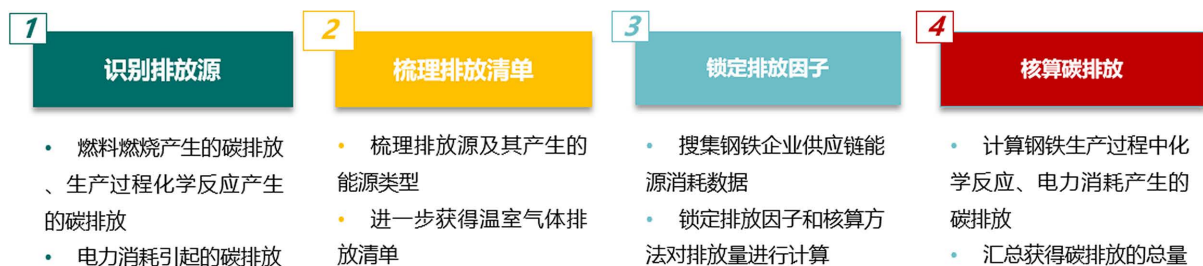 1
识别排放源
• 燃料燃烧产生的碳排放
、生产过程化学反应产生
的碳排放
• 电力消耗引起的碳排放
2
梳理排放清单
• 梳理排放源及其产生的
能源类型
• 进一步获得温室气体排
放清单
3
锁定排放因子
• 搜集钢铁企业供应链能
源消耗数据
• 锁定排放因子和核算方
法对排放量进行计算
4
核算碳排放
• 计算钢铁生产过程中化
学反应、电力消耗产生的
碳排放
• 汇总获得碳排放的总量